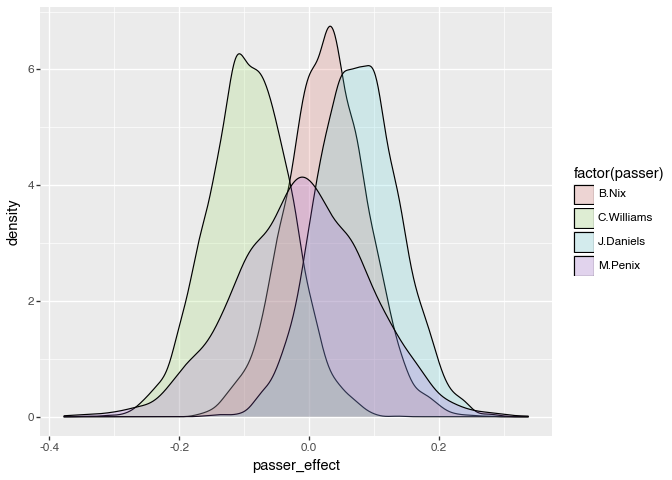 6
4
2
0
density
-0.4
-0.2
0.0
0.2
passer_effect
factor(passer)
B.Nix
C.Williams
J.Daniels
M.Penix